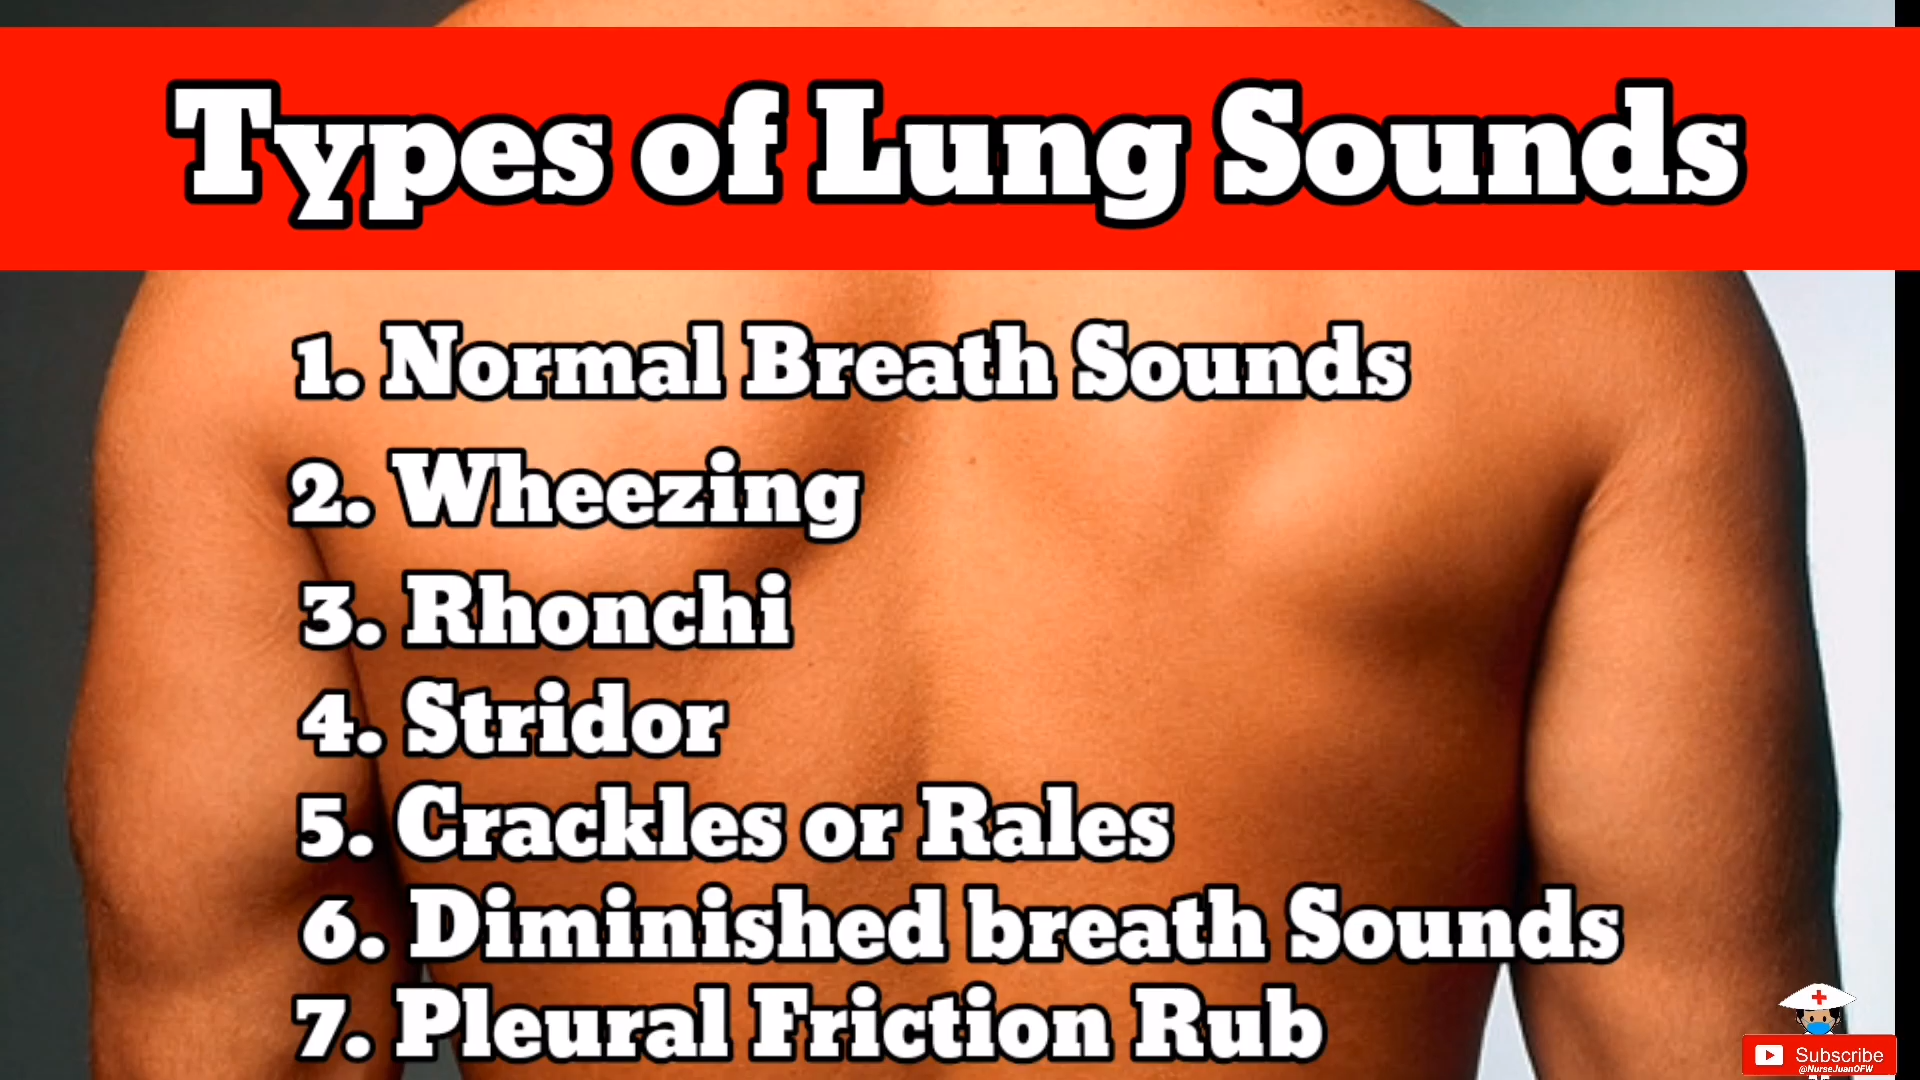 Types of Lung Sounds
1. Normal Breath Sounds
2. Wheezing
3. Rhonchi
4. Stridor
5. Crackles or Rales
6. Diminished breath Sounds
7. Pleural Friction Rub
Subscribe
@NurseJuanOFW